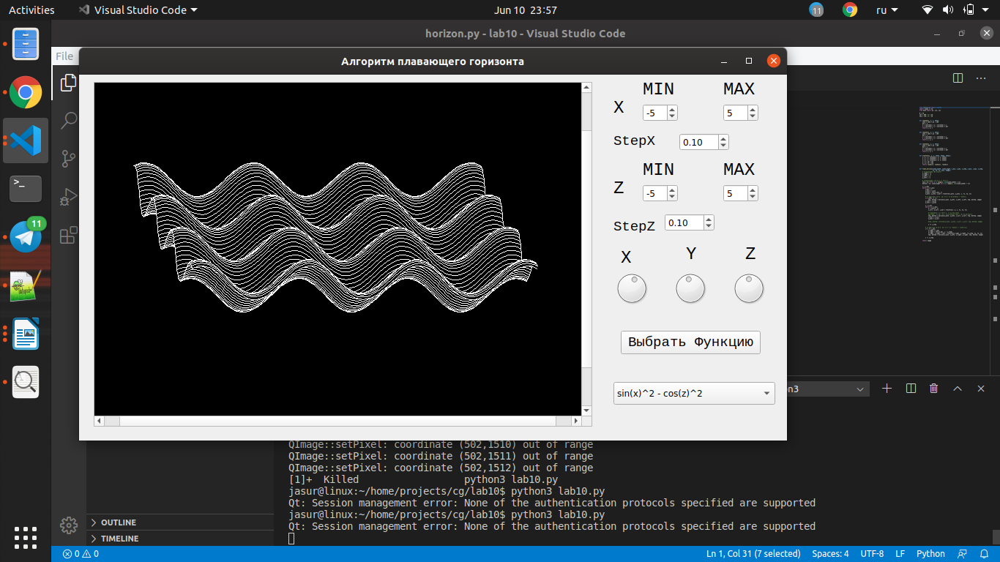 Activities
Visual Studio Code
Jun 10 23:57
11
ru
horizon.py - lab10 - Visual Studio Code
File
Алгоритм плавающего горизонта
MIN MAX
X -5 5
StepX 0.10
MIN MAX
Z -5 5
StepZ 0.10
X Y Z
Выбрать Функцию
sin(x)^2 - cos(z)^2
11
n3
QImage::setPixel: coordinate (502,1510) out of range
QImage::setPixel: coordinate (502,1511) out of range
QImage::setPixel: coordinate (502,1512) out of range
[1]+ Killed python3 lab10.py
jasur@linux:~/home/projects/cg/lab10$ python3 lab10.py
Qt: Session management error: None of the authentication protocols specified are supported
jasur@linux:~/home/projects/cg/lab10$ python3 lab10.py
Qt: Session management error: None of the authentication protocols specified are supported
OUTLINE
TIMELINE
0 0
Ln 1, Col 31 (7 selected) Spaces: 4 UTF-8 LF Python